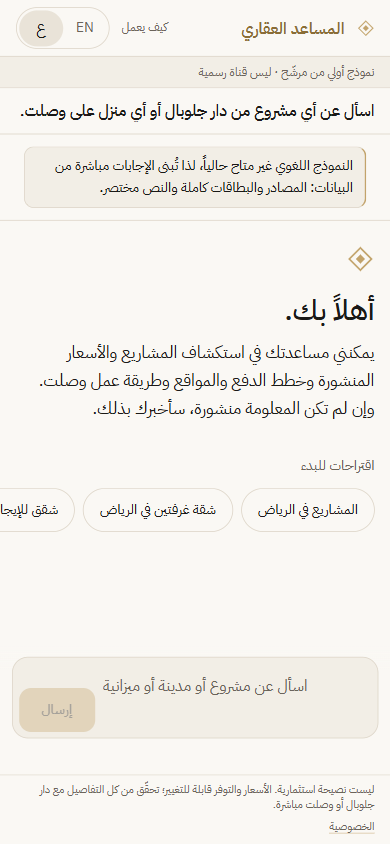 المساعد العقاري
كيف يعمل
EN
ع
نموذج أولي من مرشّح · ليس قناة رسمية
اسأل عن أي مشروع من دار جلوبال أو أي منزل على وصلت.
النموذج اللغوي غير متاح حالياً، لذا تُبنى الإجابات مباشرة من
البيانات: المصادر والبطاقات كاملة والنص مختصر.
أهلاً بك.
يمكنني مساعدتك في استكشاف المشاريع والأسعار
المنشورة وخطط الدفع والمواقع وطريقة عمل وصلت.
وإن لم تكن المعلومة منشورة، سأخبرك بذلك.
اقتراحات للبدء
المشاريع في الرياض
شقة غرفتين في الرياض
شقق للإيجا
اسأل عن مشروع أو مدينة أو ميزانية
إرسال
ليست نصيحة استثمارية. الأسعار والتوفر قابلة للتغيير؛ تحقّق من كل التفاصيل مع دار
جلوبال أو وصلت مباشرة.
الخصوصية